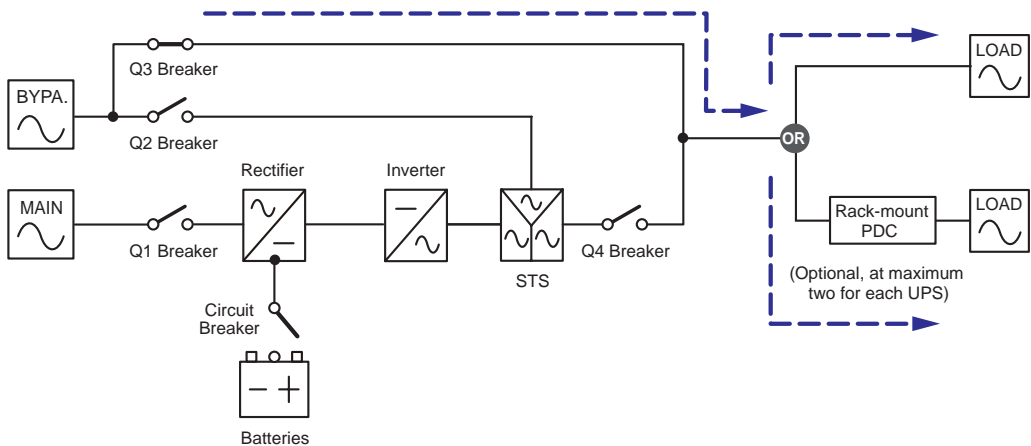 LOAD
Q3 Breaker
BYPA.
Q2 Breaker
OR
Rectifier
Inverter
MAIN
LOAD
Rack-mount
PDC
Q1 Breaker
Q4 Breaker
STS
(Optional, at maximum
two for each UPS)
Circuit
Breaker
Batteries